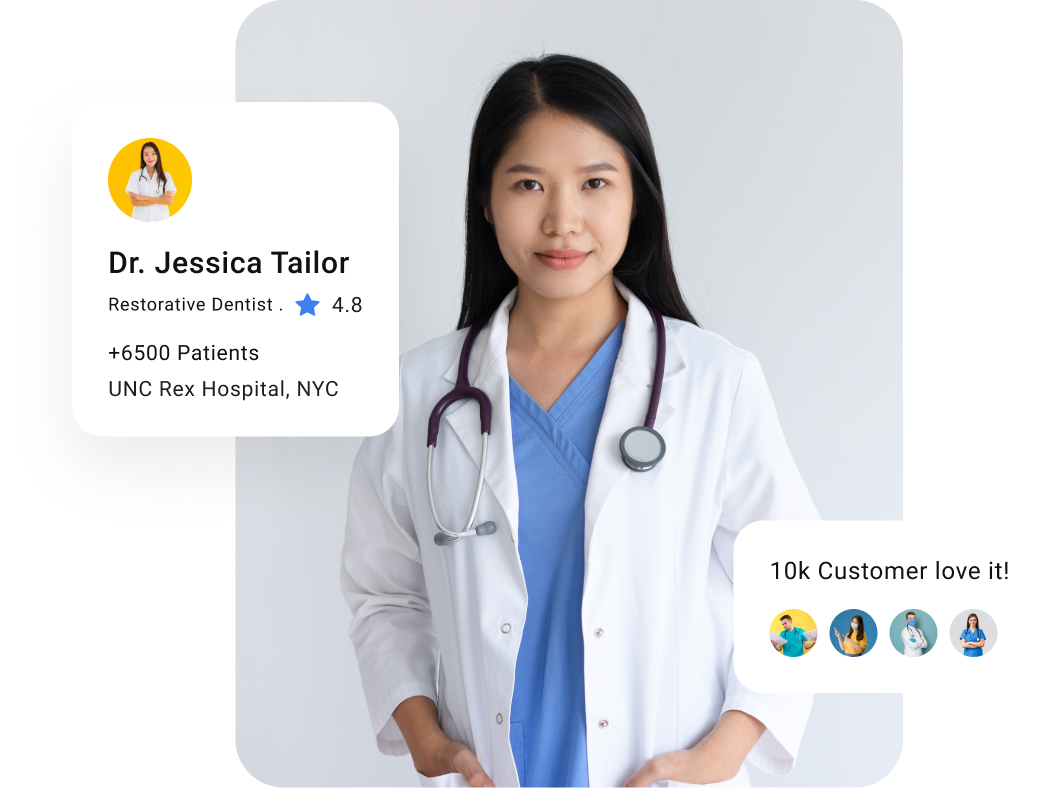 Dr. Jessica Tailor
Restorative Dentist . 4.8
+6500 Patients
UNC Rex Hospital, NYC
10k Customer love it!